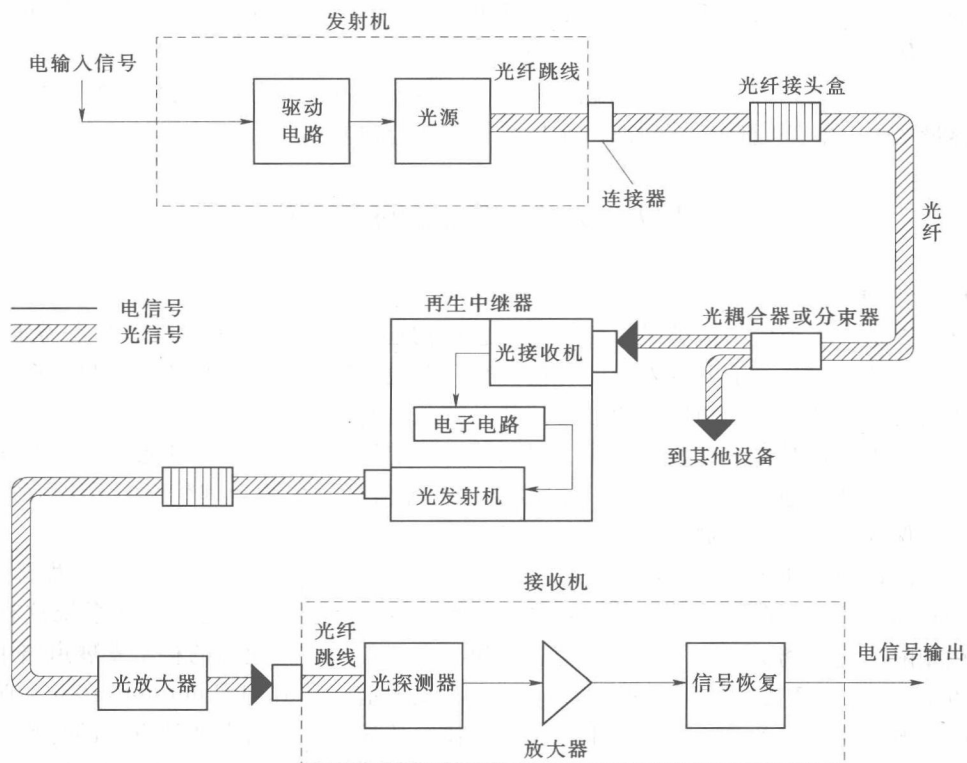 发射机
电输入信号
光纤跳线
光纤接头盒
驱动
电路
光源
连接器
光
纤
电信号
光信号
再生中继器
光耦合器或分束器
光接收机
电子电路
到其他设备
光发射机
接收机
光纤
跳线
电信号输出
光放大器
光探测器
信号恢复
放大器